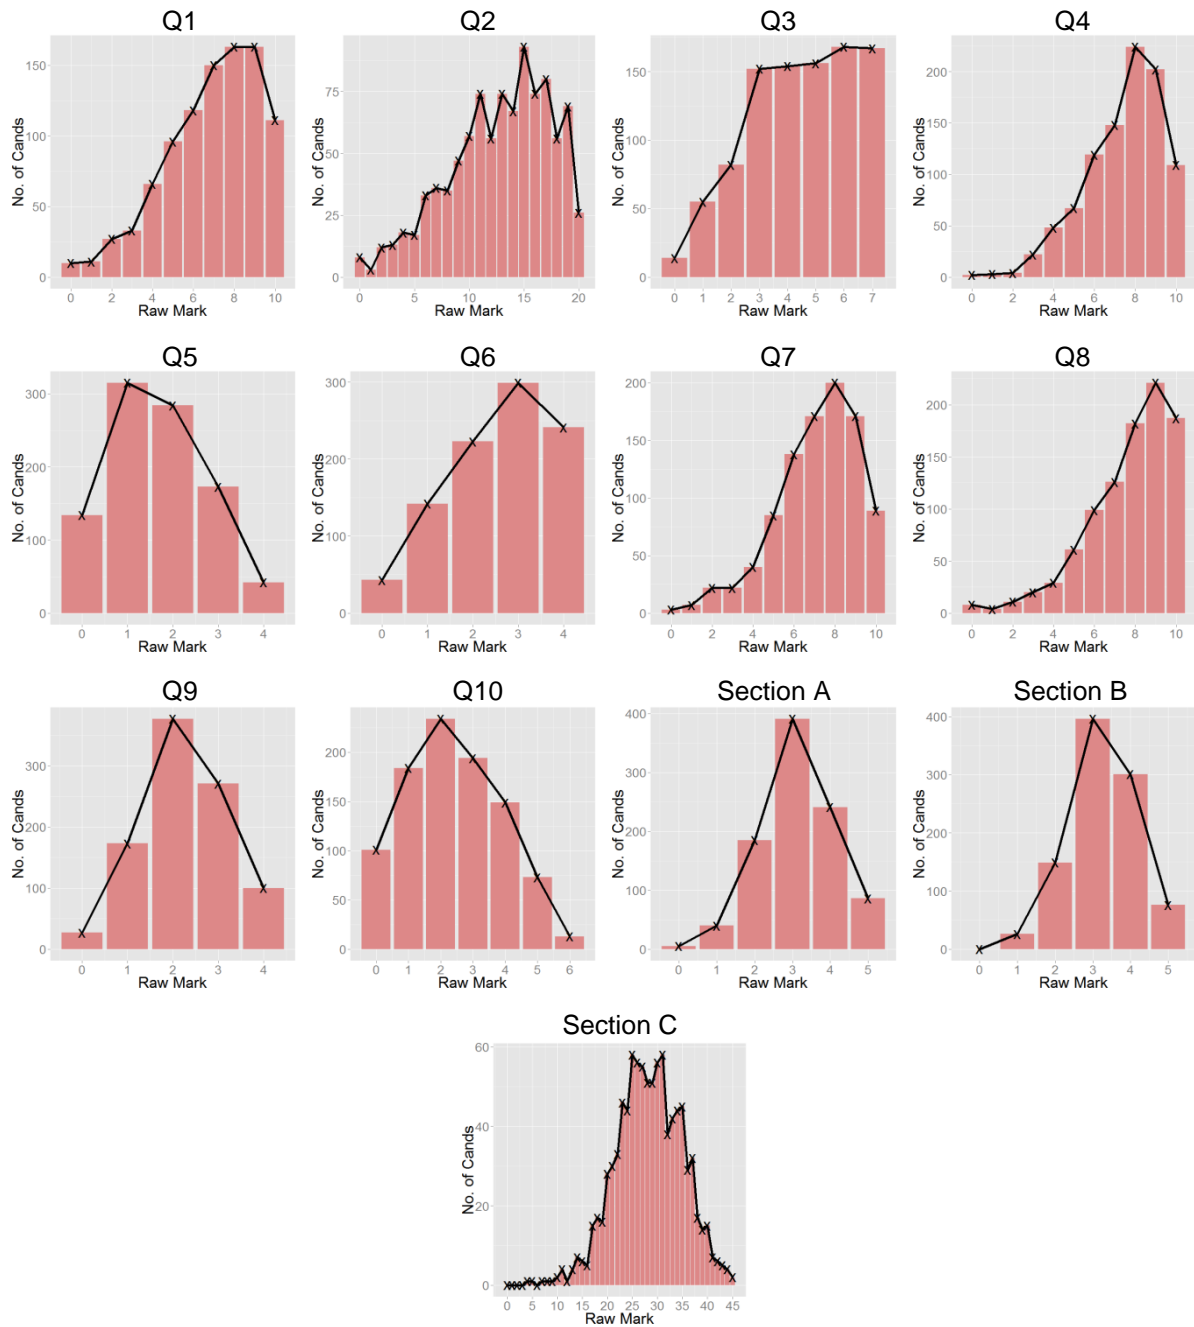 Q1
No. of Cands
150
100
50
0
0 2 4 6 8 10
Raw Mark
Q2
No. of Cands
75
50
25
0
0 5 10 15 20
Raw Mark
Q3
No. of Cands
150
100
50
0
0 1 2 3 4 5 6 7
Raw Mark
Q4
No. of Cands
200
150
100
50
0
0 2 4 6 8 10
Raw Mark
Q5
No. of Cands
300
200
100
0
0 1 2 3 4
Raw Mark
Q6
No. of Cands
300
200
100
0
0 1 2 3 4
Raw Mark
Q7
No. of Cands
200
150
100
50
0
0 2 4 6 8 10
Raw Mark
Q8
No. of Cands
200
150
100
50
0
0 2 4 6 8 10
Raw Mark
Q9
No. of Cands
300
200
100
0
0 1 2 3 4
Raw Mark
Q10
No. of Cands
200
150
100
50
0
0 1 2 3 4 5 6
Raw Mark
Section A
No. of Cands
400
300
200
100
0
0 1 2 3 4 5
Raw Mark
Section B
No. of Cands
400
300
200
100
0
0 1 2 3 4 5
Raw Mark
Section C
No. of Cands
60
40
20
0
0 5 10 15 20 25 30 35 40 45
Raw Mark